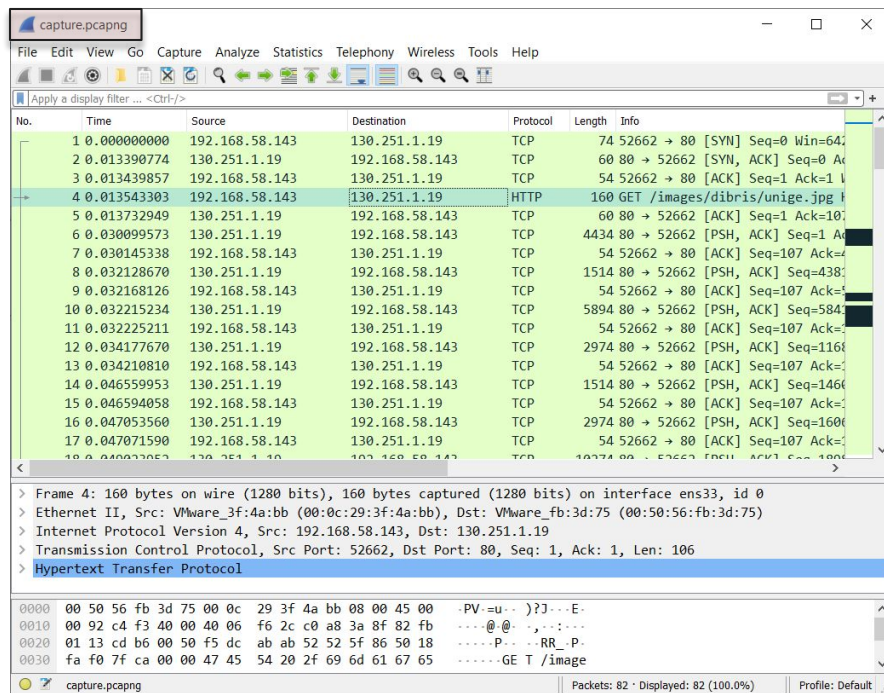 capture.pcapng
File Edit View Go Capture Analyze Statistics Telephony Wireless Tools Help
Apply a display filter ... <Ctrl-/>
No. Time Source Destination Protocol Length Info
1 0.000000000 192.168.58.143 130.251.1.19 TCP 74 52662 → 80 [SYN] Seq=0 Win=642
2 0.013390774 130.251.1.19 192.168.58.143 TCP 60 80 → 52662 [SYN, ACK] Seq=0 Ac
3 0.013439857 192.168.58.143 130.251.1.19 TCP 54 52662 → 80 [ACK] Seq=1 Ack=1 W
4 0.013543303 192.168.58.143 130.251.1.19 HTTP 160 GET /images/dibris/unige.jpg H
5 0.013732949 130.251.1.19 192.168.58.143 TCP 60 80 → 52662 [ACK] Seq=1 Ack=107
6 0.030099573 130.251.1.19 192.168.58.143 TCP 4434 80 → 52662 [PSH, ACK] Seq=1 Ac
7 0.030145338 192.168.58.143 130.251.1.19 TCP 54 52662 → 80 [ACK] Seq=107 Ack=4
8 0.032128670 130.251.1.19 192.168.58.143 TCP 1514 80 → 52662 [PSH, ACK] Seq=4381
9 0.032168126 192.168.58.143 130.251.1.19 TCP 54 52662 → 80 [ACK] Seq=107 Ack=5
10 0.032215234 130.251.1.19 192.168.58.143 TCP 5894 80 → 52662 [PSH, ACK] Seq=5841
11 0.032225211 192.168.58.143 130.251.1.19 TCP 54 52662 → 80 [ACK] Seq=107 Ack=1
12 0.034177670 130.251.1.19 192.168.58.143 TCP 2974 80 → 52662 [PSH, ACK] Seq=1168
13 0.034210810 192.168.58.143 130.251.1.19 TCP 54 52662 → 80 [ACK] Seq=107 Ack=1
14 0.046559953 130.251.1.19 192.168.58.143 TCP 1514 80 → 52662 [PSH, ACK] Seq=1460
15 0.046594058 192.168.58.143 130.251.1.19 TCP 54 52662 → 80 [ACK] Seq=107 Ack=1
16 0.047053560 130.251.1.19 192.168.58.143 TCP 2974 80 → 52662 [PSH, ACK] Seq=1606
17 0.047071590 192.168.58.143 130.251.1.19 TCP 54 52662 → 80 [ACK] Seq=107 Ack=1
Frame 4: 160 bytes on wire (1280 bits), 160 bytes captured (1280 bits) on interface ens33, id 0
Ethernet II, Src: VMware_3f:4a:bb (00:0c:29:3f:4a:bb), Dst: VMware_fb:3d:75 (00:50:56:fb:3d:75)
Internet Protocol Version 4, Src: 192.168.58.143, Dst: 130.251.1.19
Transmission Control Protocol, Src Port: 52662, Dst Port: 80, Seq: 1, Ack: 1, Len: 106
Hypertext Transfer Protocol
0000 00 50 56 fb 3d 75 00 0c 29 3f 4a bb 08 00 45 00 ·PV·=u·· )?J···E·
0010 00 92 c4 f3 40 00 40 06 f6 2c c0 a8 3a 8f 82 fb ····@·@· ·,··:···
0020 01 13 cd b6 00 50 f5 dc ab ab 52 52 5f 86 50 18 ·····P·· ··RR_·P·
0030 fa f0 7f ca 00 00 47 45 54 20 2f 69 6d 61 67 65 ······GE T /image
capture.pcapng Packets: 82 · Displayed: 82 (100.0%) Profile: Default